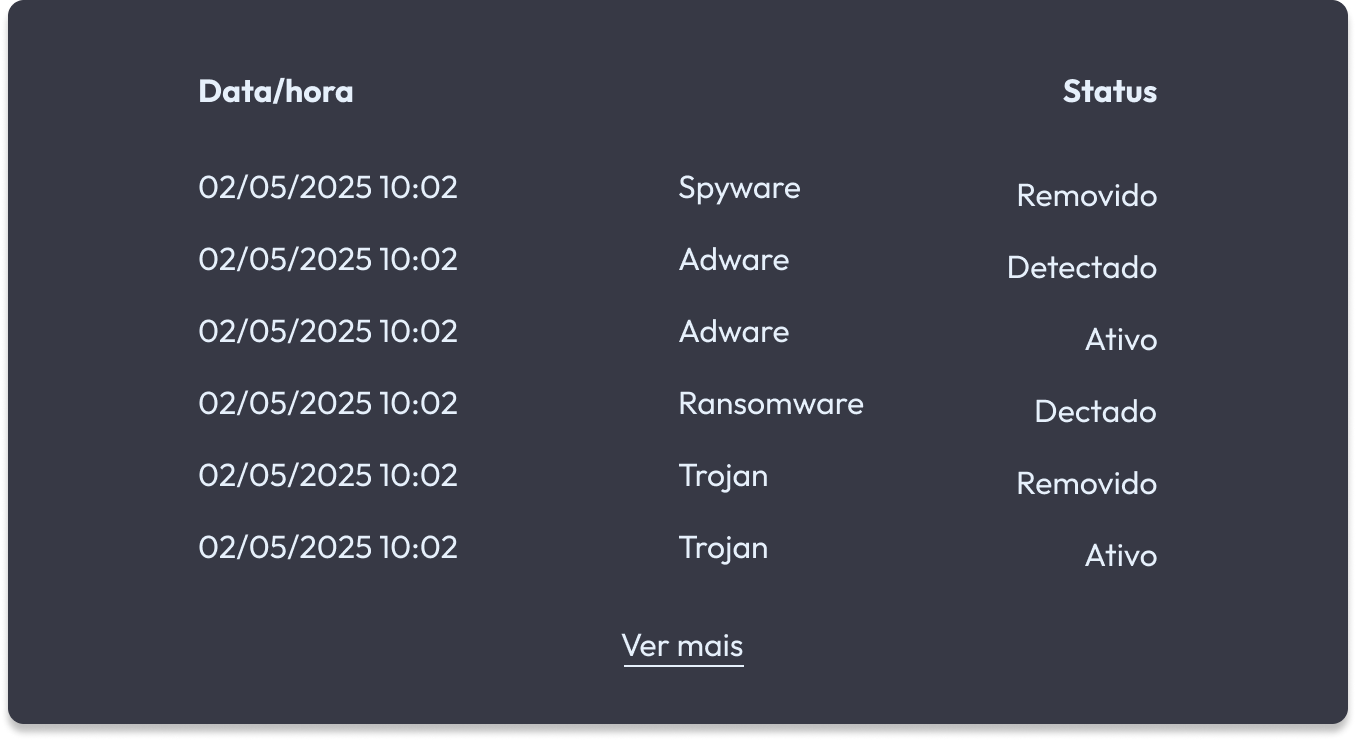 Data/hora Status
02/05/2025 10:02 Spyware Removido
02/05/2025 10:02 Adware Detectado
02/05/2025 10:02 Adware Ativo
02/05/2025 10:02 Ransomware Dectado
02/05/2025 10:02 Trojan Removido
02/05/2025 10:02 Trojan Ativo
Ver mais